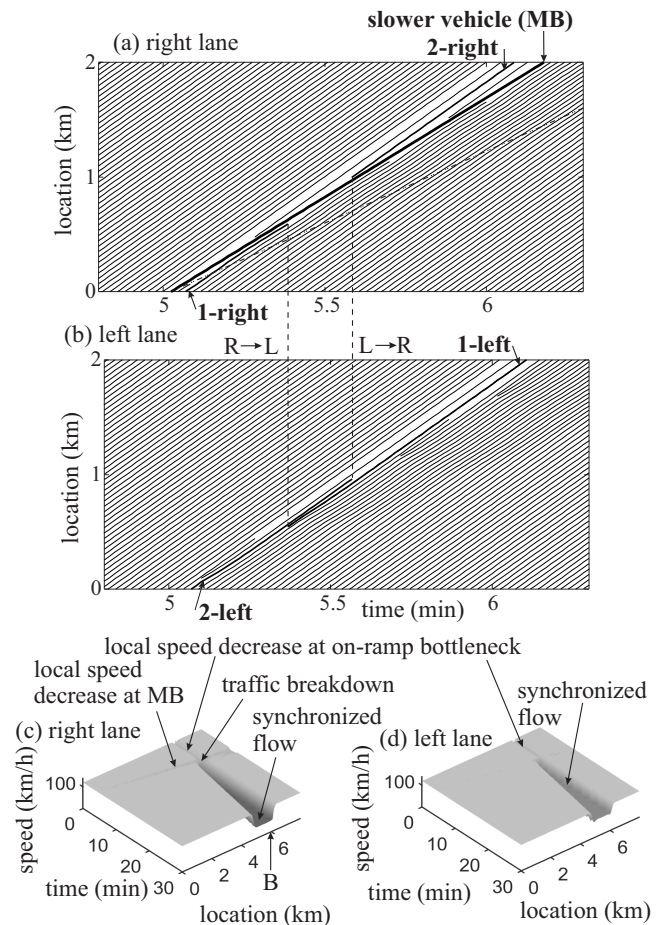 slower vehicle (MB)
(a) right lane
2-right
2
1
0
location (km)
5
5.5
6
1-right
(b) left lane
R→L
L→R
1-left
2
1
0
location (km)
5
5.5
6
2-left
time (min)
local speed decrease at on-ramp bottleneck
local speed
decrease at MB
traffic breakdown
synchronized
flow
synchronized
flow
(c) right lane
(d) left lane
speed (km/h)
100
0
10
20
30
time (min)
0
2
4
6
B
location (km)
speed (km/h)
100
0
10
20
30
time (min)
0
2
4
6
location (km)